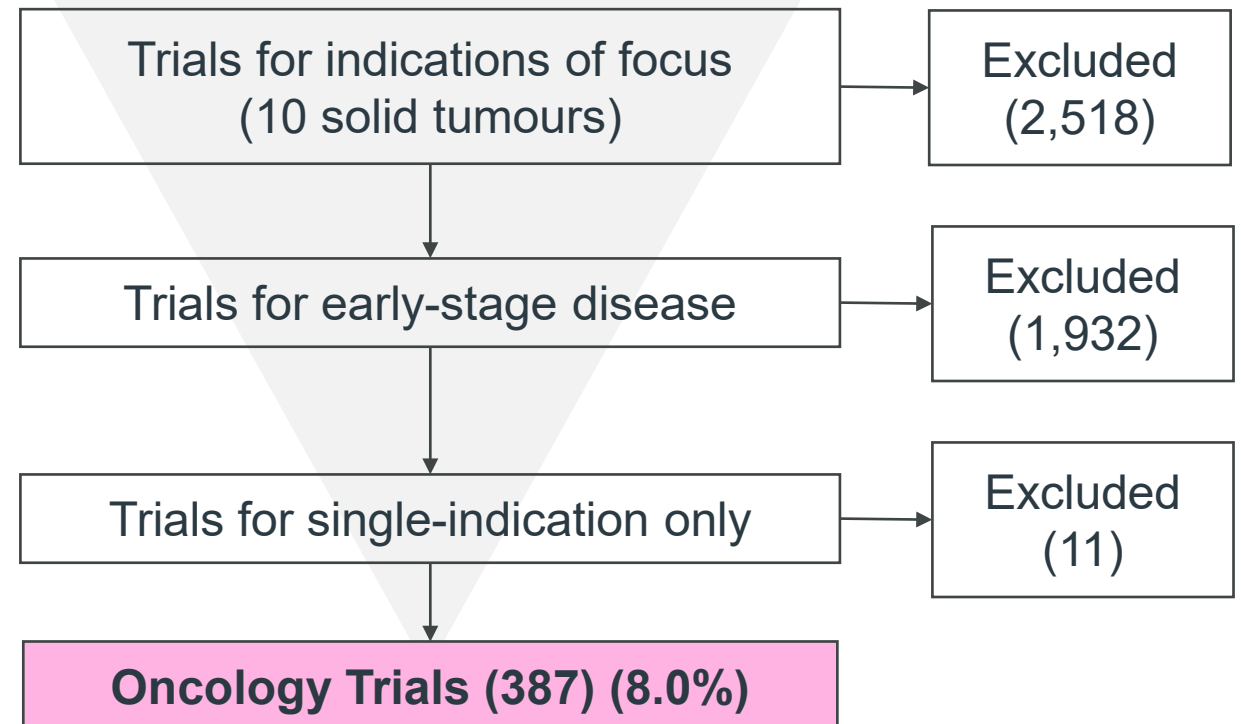 Trials for indications of focus
(10 solid tumours)
Excluded
(2,518)
Trials for early-stage disease
Excluded
(1,932)
Trials for single-indication only
Excluded
(11)
Oncology Trials (387) (8.0%)